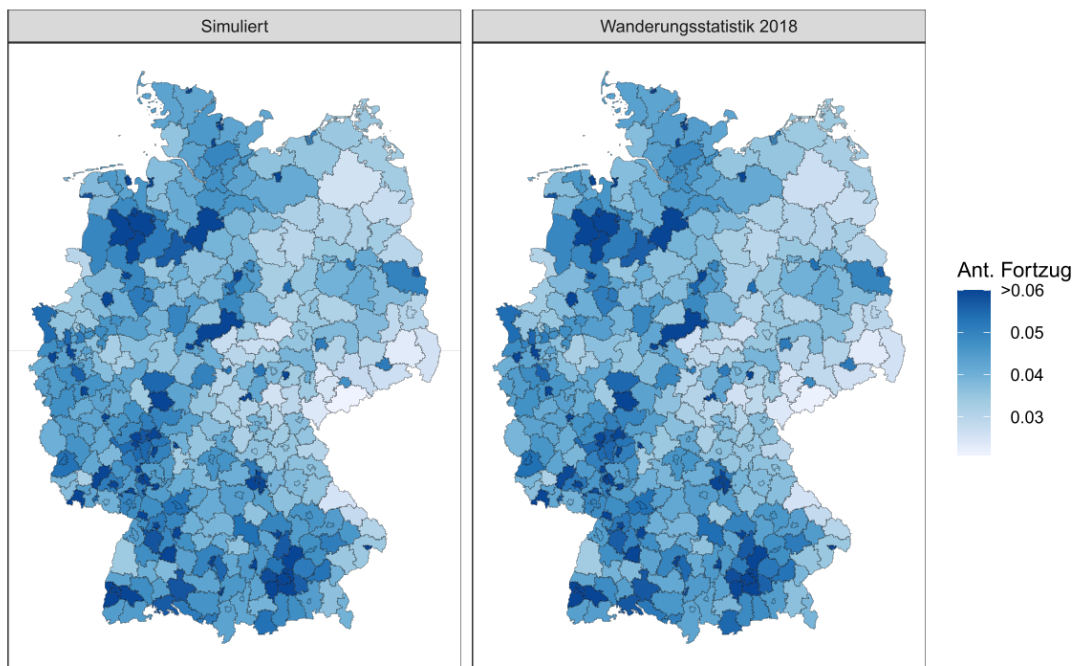 Simuliert
Wanderungsstatistik 2018
Ant. Fortzug
>0.06
0.05
0.04
0.03